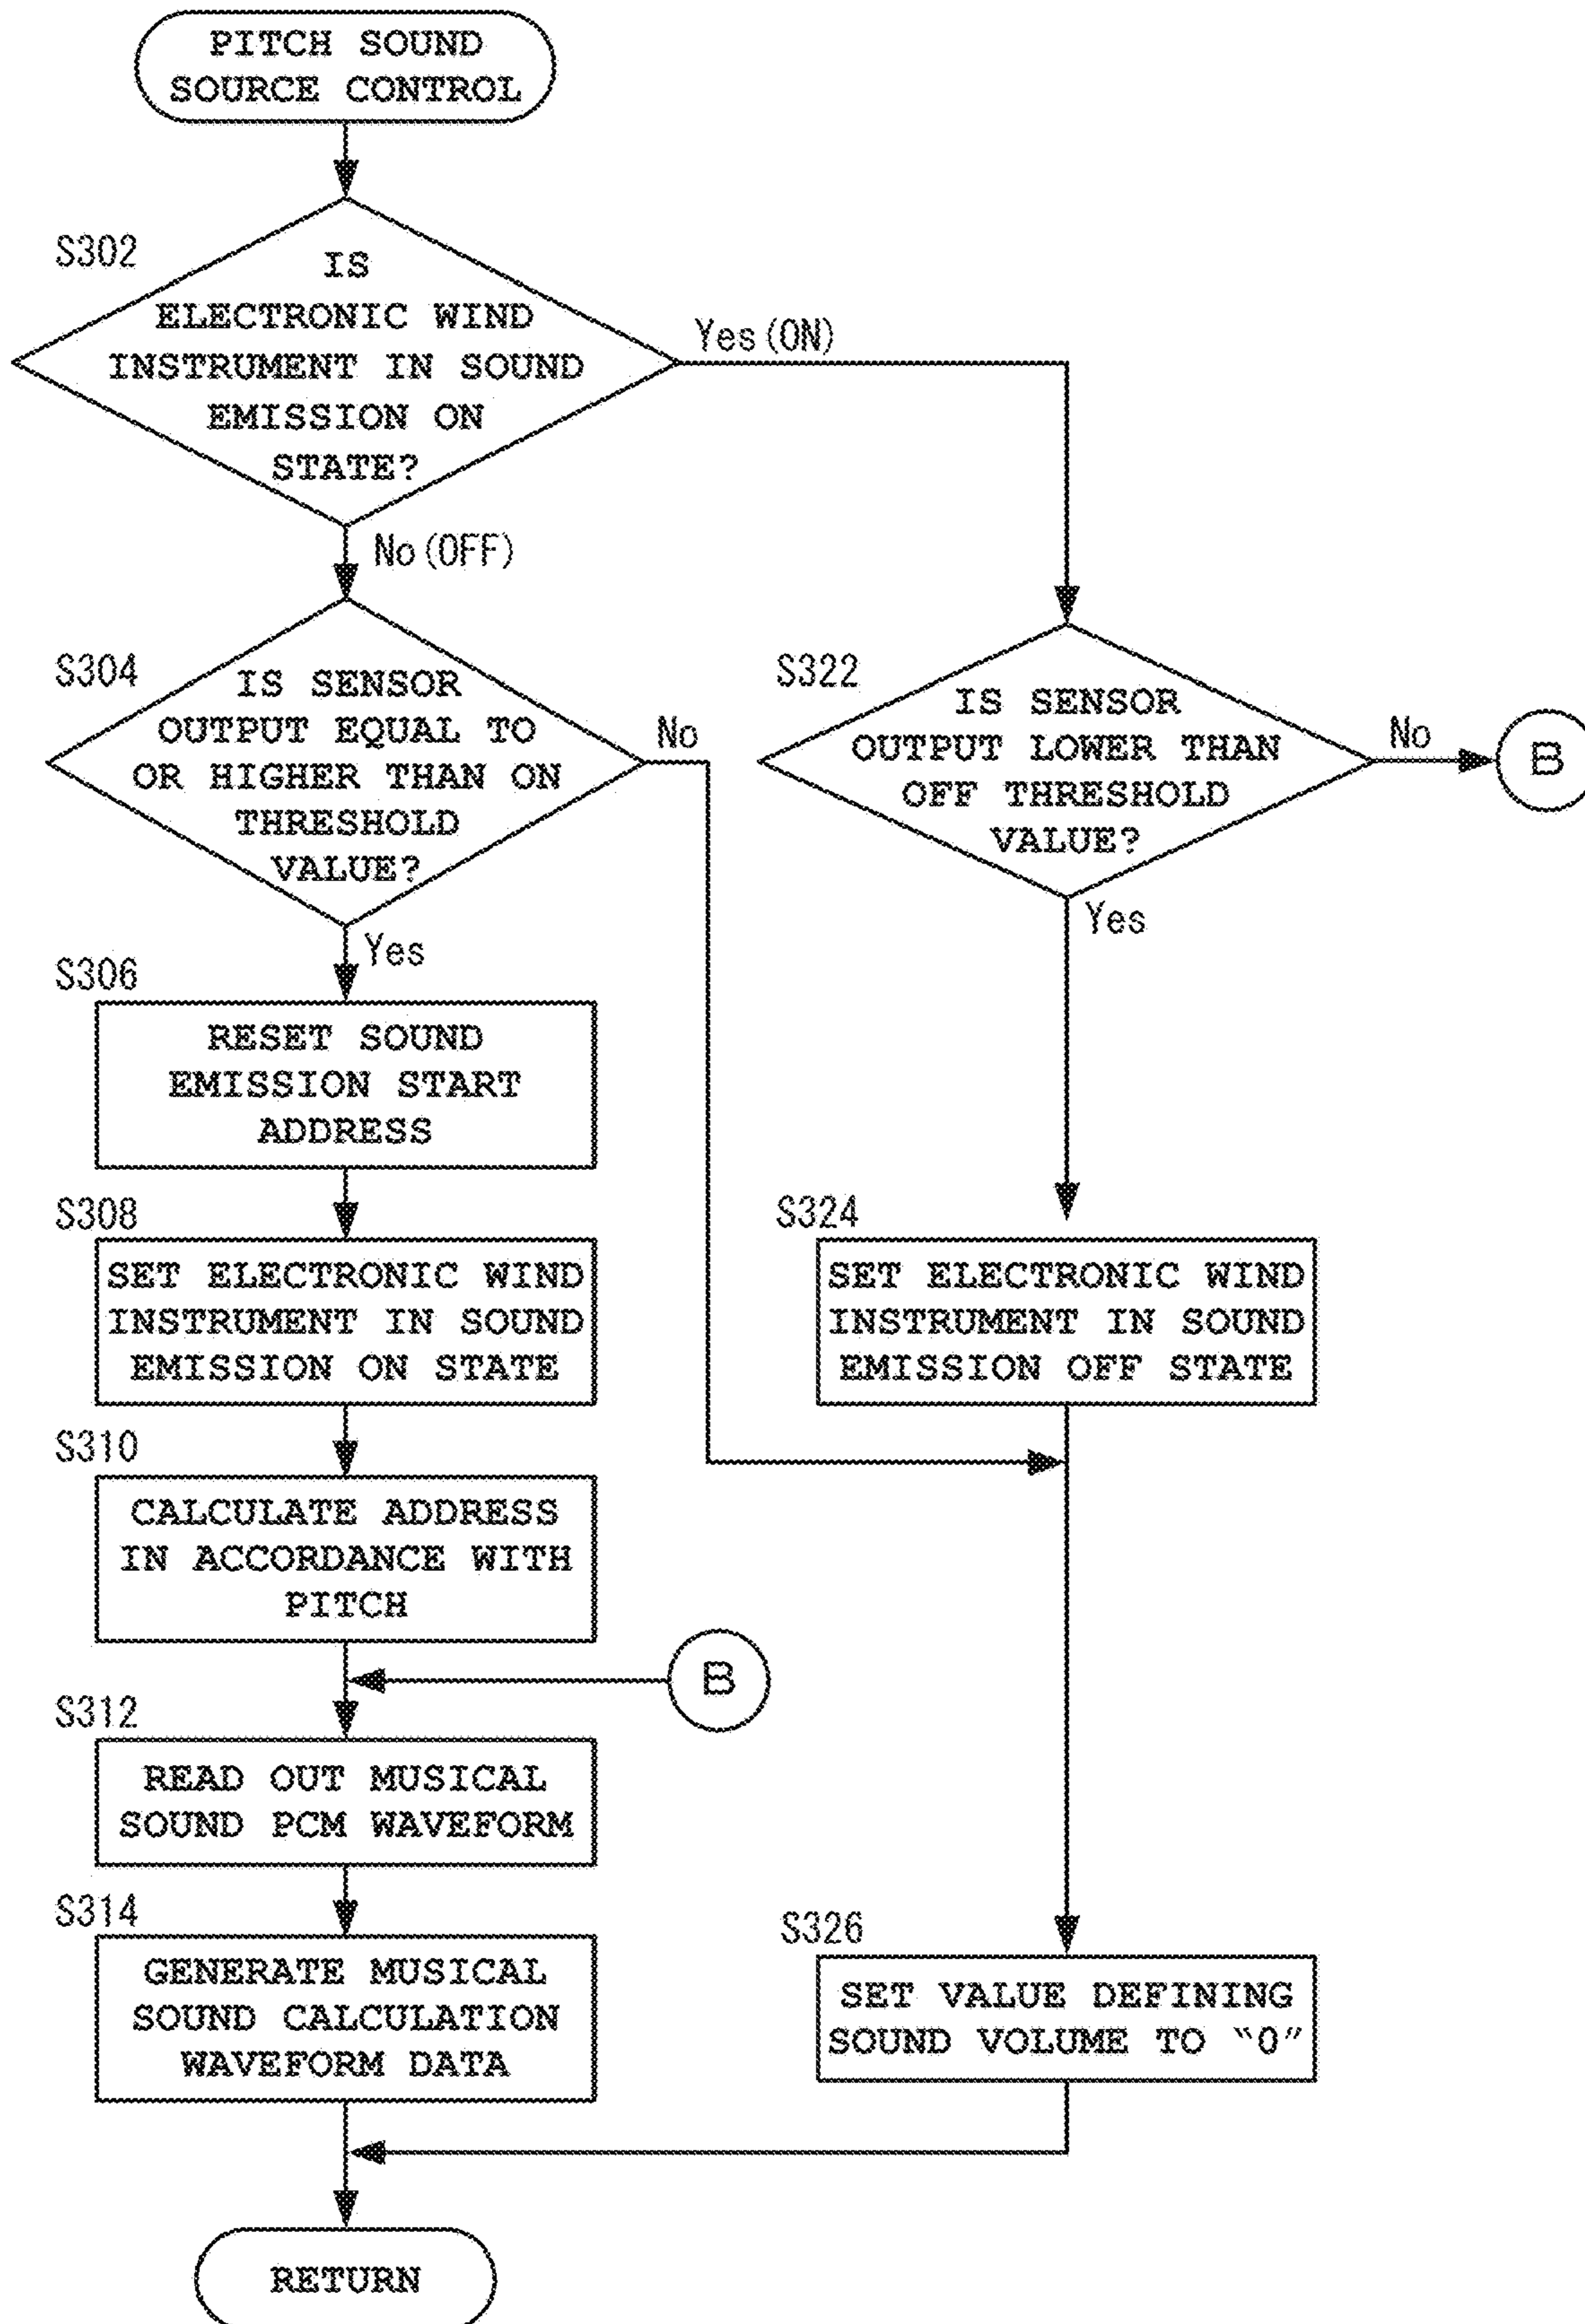 PITCH SOUND
SOURCE CONTROL
S302
IS
ELECTRONIC WIND
INSTRUMENT IN SOUND
EMISSION ON
STATE?
Yes(ON)
No(OFF)
S304
IS SENSOR
OUTPUT EQUAL TO
OR HIGHER THAN ON
THRESHOLD
VALUE?
No
Yes
S322
IS SENSOR
OUTPUT LOWER THAN
OFF THRESHOLD
VALUE?
No
B
Yes
S306
RESET SOUND
EMISSION START
ADDRESS
S308
SET ELECTRONIC WIND
INSTRUMENT IN SOUND
EMISSION ON STATE
S324
SET ELECTRONIC WIND
INSTRUMENT IN SOUND
EMISSION OFF STATE
S310
CALCULATE ADDRESS
IN ACCORDANCE WITH
PITCH
B
S312
READ OUT MUSICAL
SOUND PCM WAVEFORM
S314
GENERATE MUSICAL
SOUND CALCULATION
WAVEFORM DATA
S326
SET VALUE DEFINING
SOUND VOLUME TO “0”
RETURN